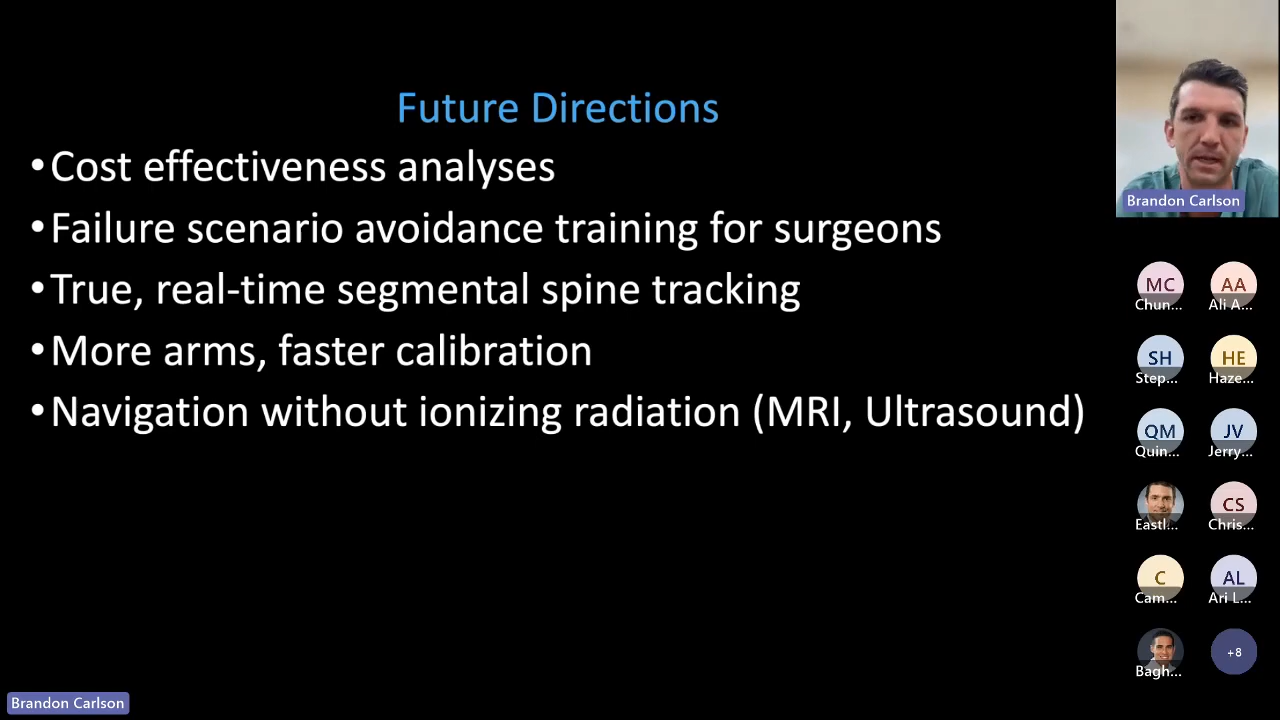 Future Directions
•Cost effectiveness analyses
•Failure scenario avoidance training for surgeons
•True, real-time segmental spine tracking
•More arms, faster calibration
•Navigation without ionizing radiation (MRI, Ultrasound)
Brandon Carlson
MC AA
Chun... Ali A...
SH HE
Step... Haze...
QM JV
Quin... Jerry...
CS
Eastl... Chris...
C AL
Cam... Ari L...
+8
Bagh...
Brandon Carlson